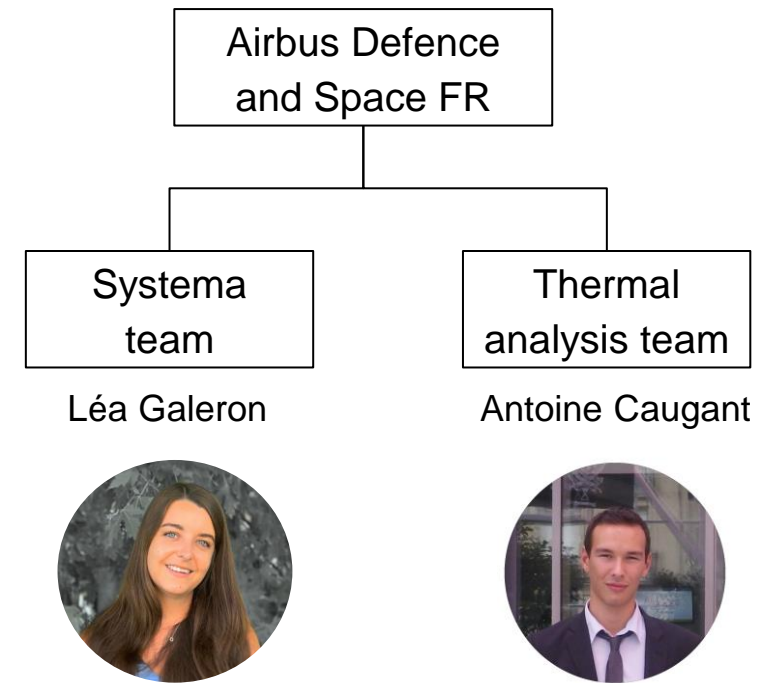 Airbus Defence
and Space FR
Systema
team
Thermal
analysis team
Léa Galeron
Antoine Caugant